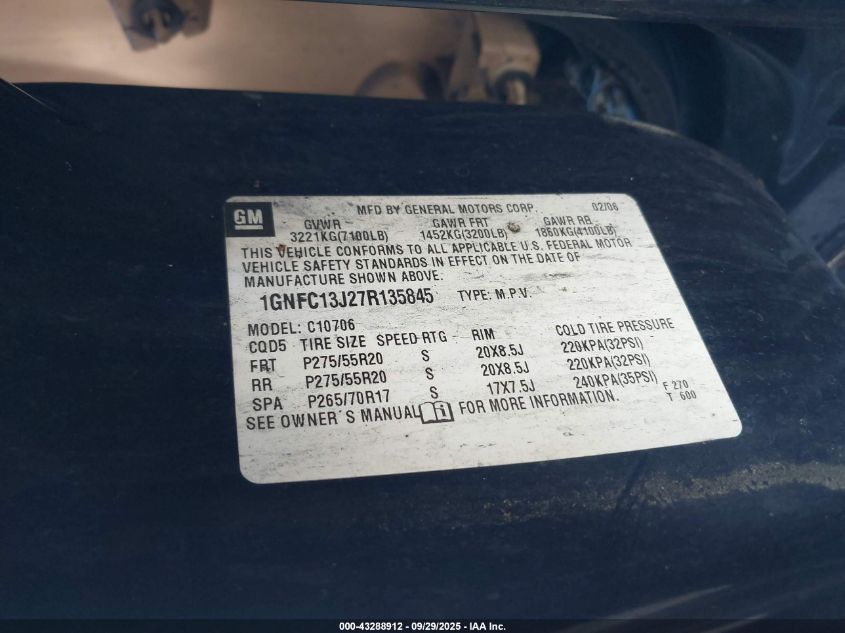 GM
MFD BY GENERAL MOTORS CORP. 02/06
GVWR GAWR FRT GAWR RR
3221KG(7100LB) 1452KG(3200LB) 1860KG(4100LB)
THIS VEHICLE CONFORMS TO ALL APPLICABLE U.S. FEDERAL MOTOR
VEHICLE SAFETY STANDARDS IN EFFECT ON THE DATE OF
MANUFACTURE SHOWN ABOVE.
1GNFC13J27R135845 TYPE: M.P.V.
MODEL: C10706
CQD5 TIRE SIZE SPEED RTG RIM COLD TIRE PRESSURE
FRT P275/55R20 S 20X8.5J 220KPA(32PSI)
RR P275/55R20 S 20X8.5J 220KPA(32PSI)
SPA P265/70R17 S 17X7.5J 240KPA(35PSI)
SEE OWNER'S MANUAL FOR MORE INFORMATION.
F 270
T 600
000-43288912 / 09/29/2025 - IAA Inc.